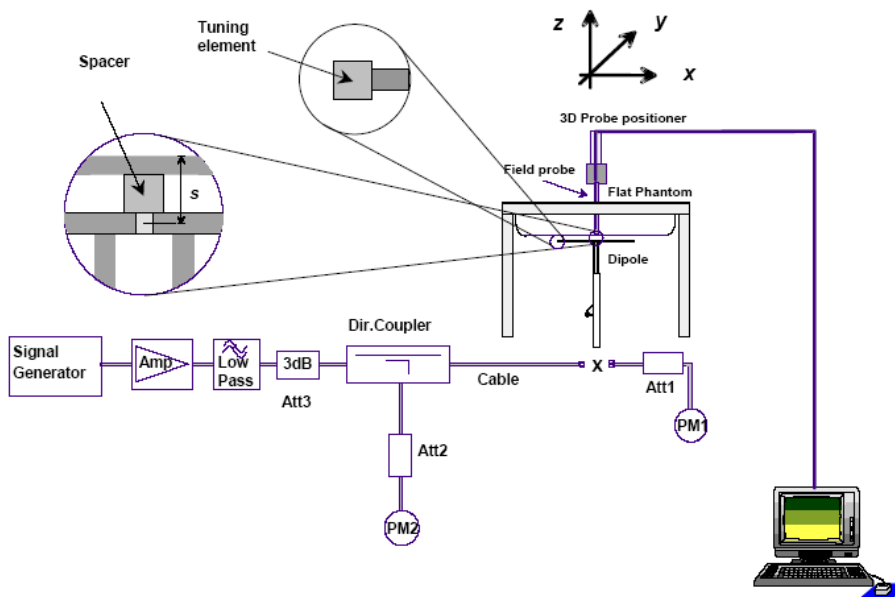 Tuning
element
Spacer
z
y
x
3D Probe positioner
Field probe
Flat Phantom
s
Dipole
Dir.Coupler
Signal
Generator
Amp
Low
Pass
3dB
Att3
Cable
X
Att1
PM1
Att2
PM2